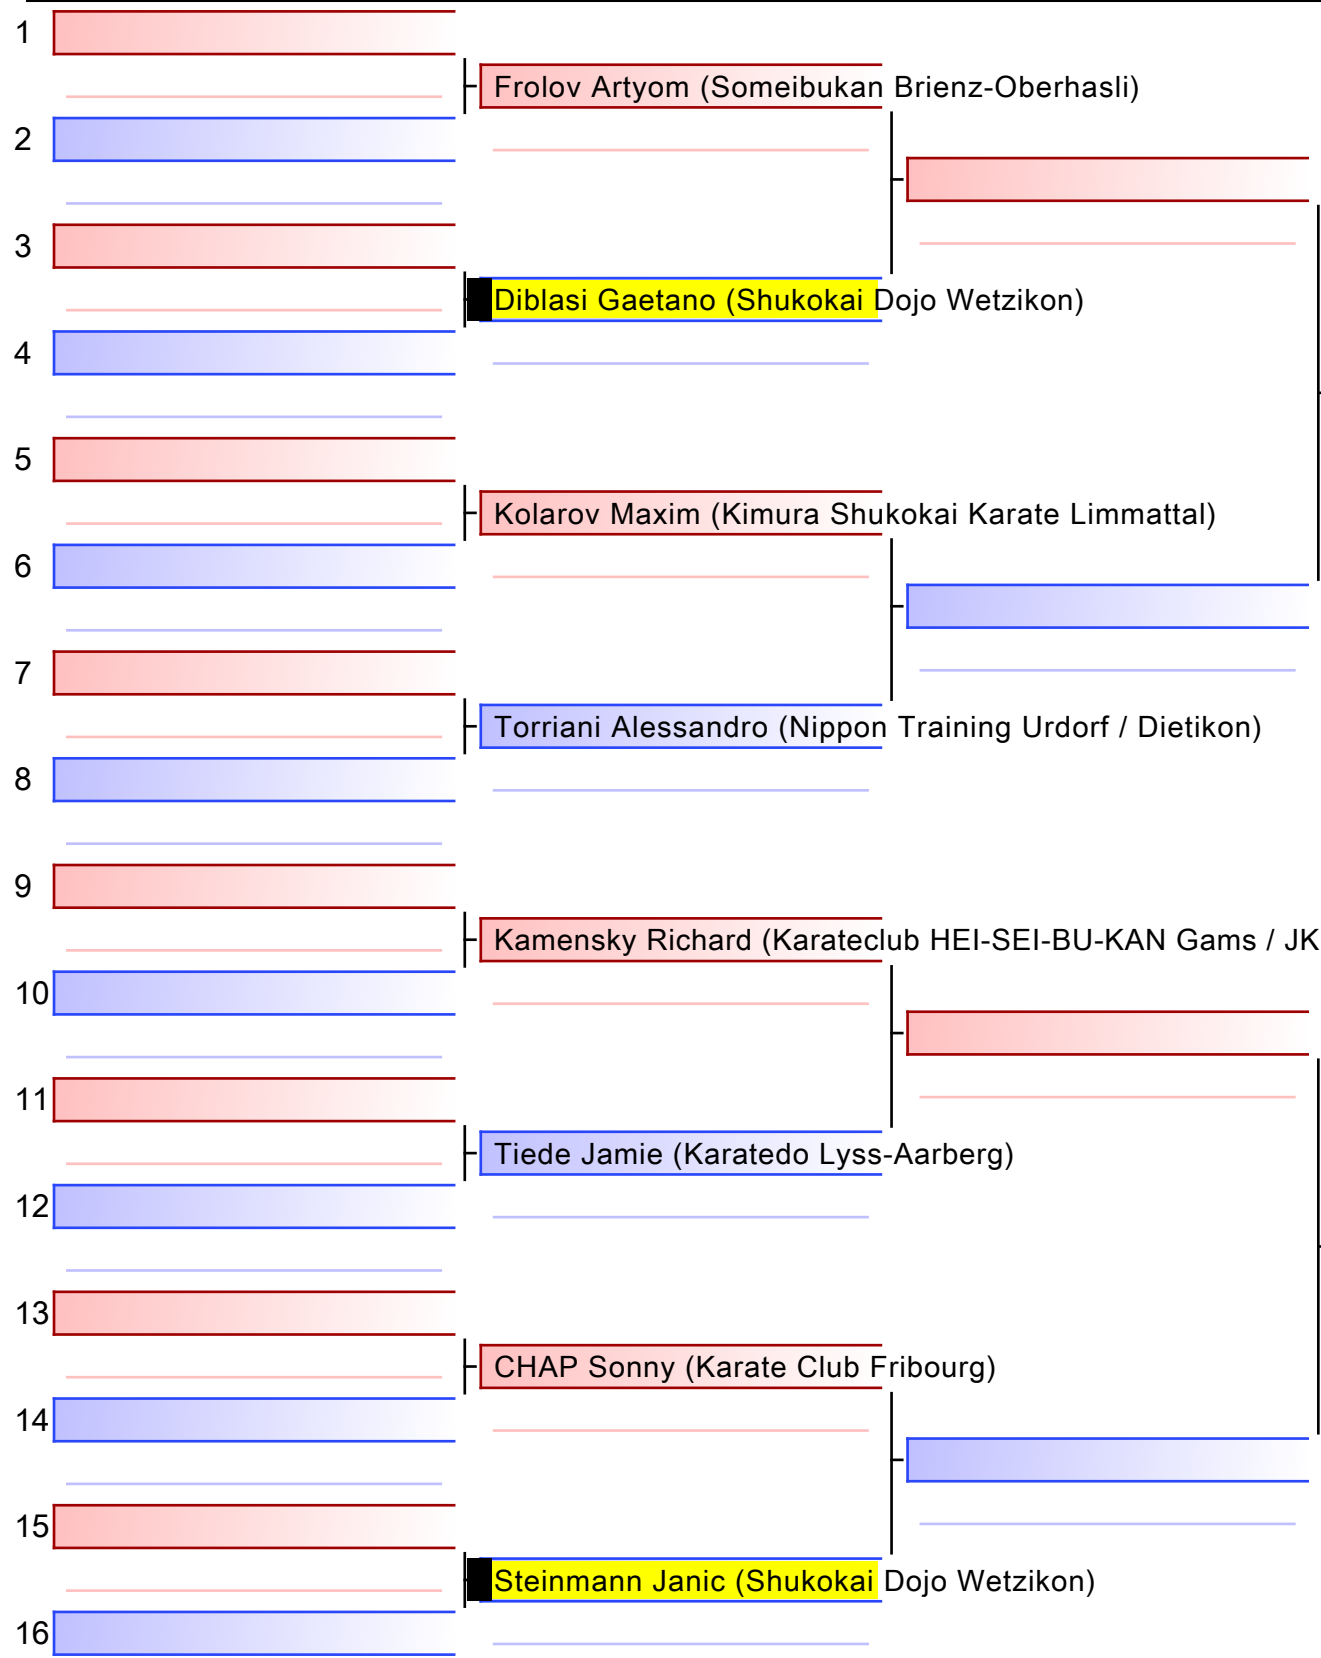 1
Frolov Artyom (Someibukan Brienz-Oberhasli)
2
3
Diblasi Gaetano (Shukokai Dojo Wetzikon)
4
5
Kolarov Maxim (Kimura Shukokai Karate Limmattal)
6
7
Torriani Alessandro (Nippon Training Urdorf / Dietikon)
8
9
Kamensky Richard (Karateclub HEI-SEI-BU-KAN Gams / JK
10
11
Tiede Jamie (Karatedo Lyss-Aarberg)
12
13
CHAP Sonny (Karate Club Fribourg)
14
15
Steinmann Janic (Shukokai Dojo Wetzikon)
16